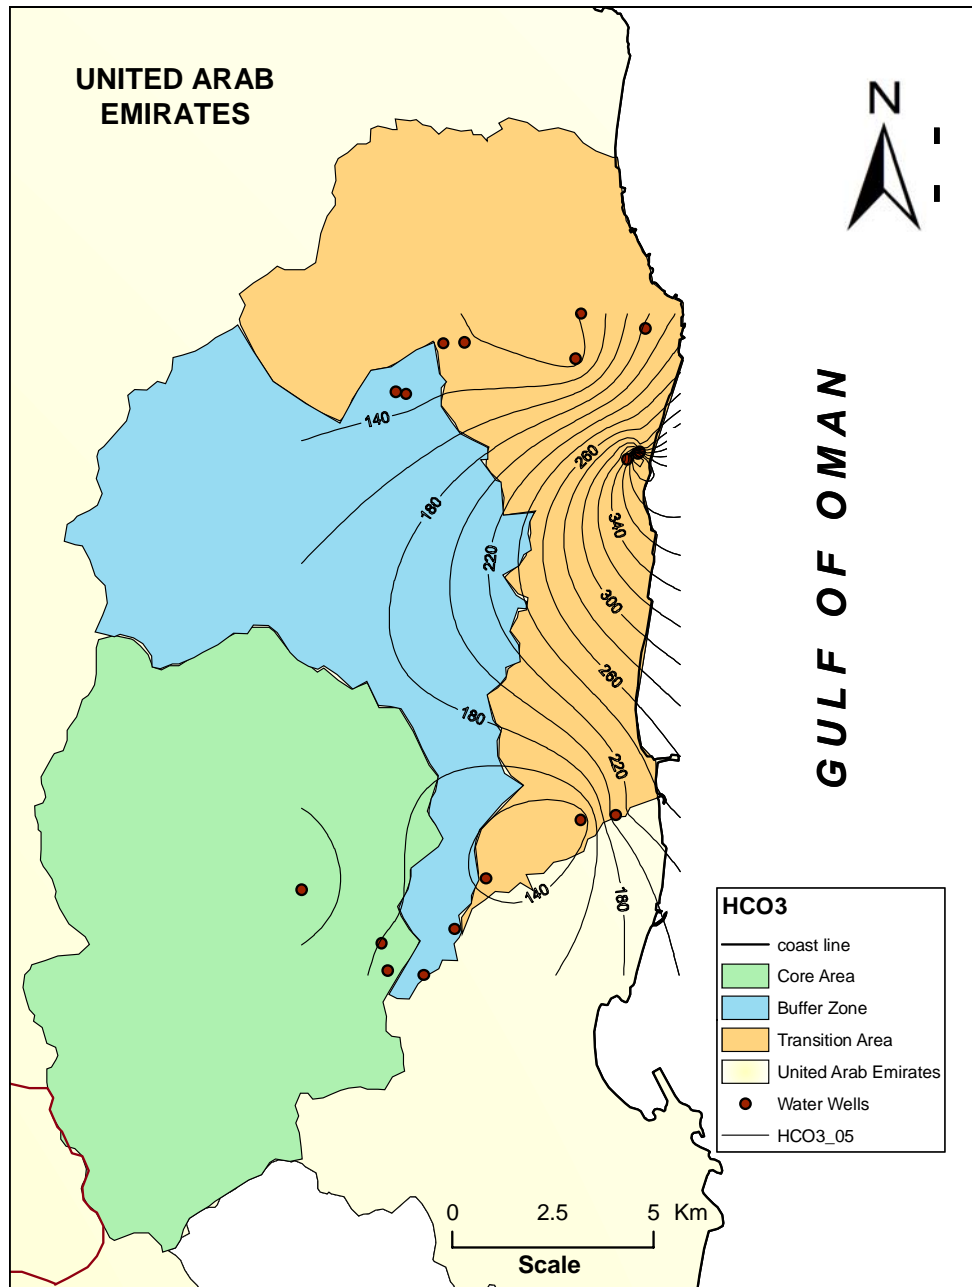 UNITED ARAB
EMIRATES
N
140
260
180
340
220
300
260
180
220
140
180
GULF OF OMAN
HCO3
coast line
Core Area
Buffer Zone
Transition Area
United Arab Emirates
Water Wells
HCO3_05
0 2.5 5 Km
Scale